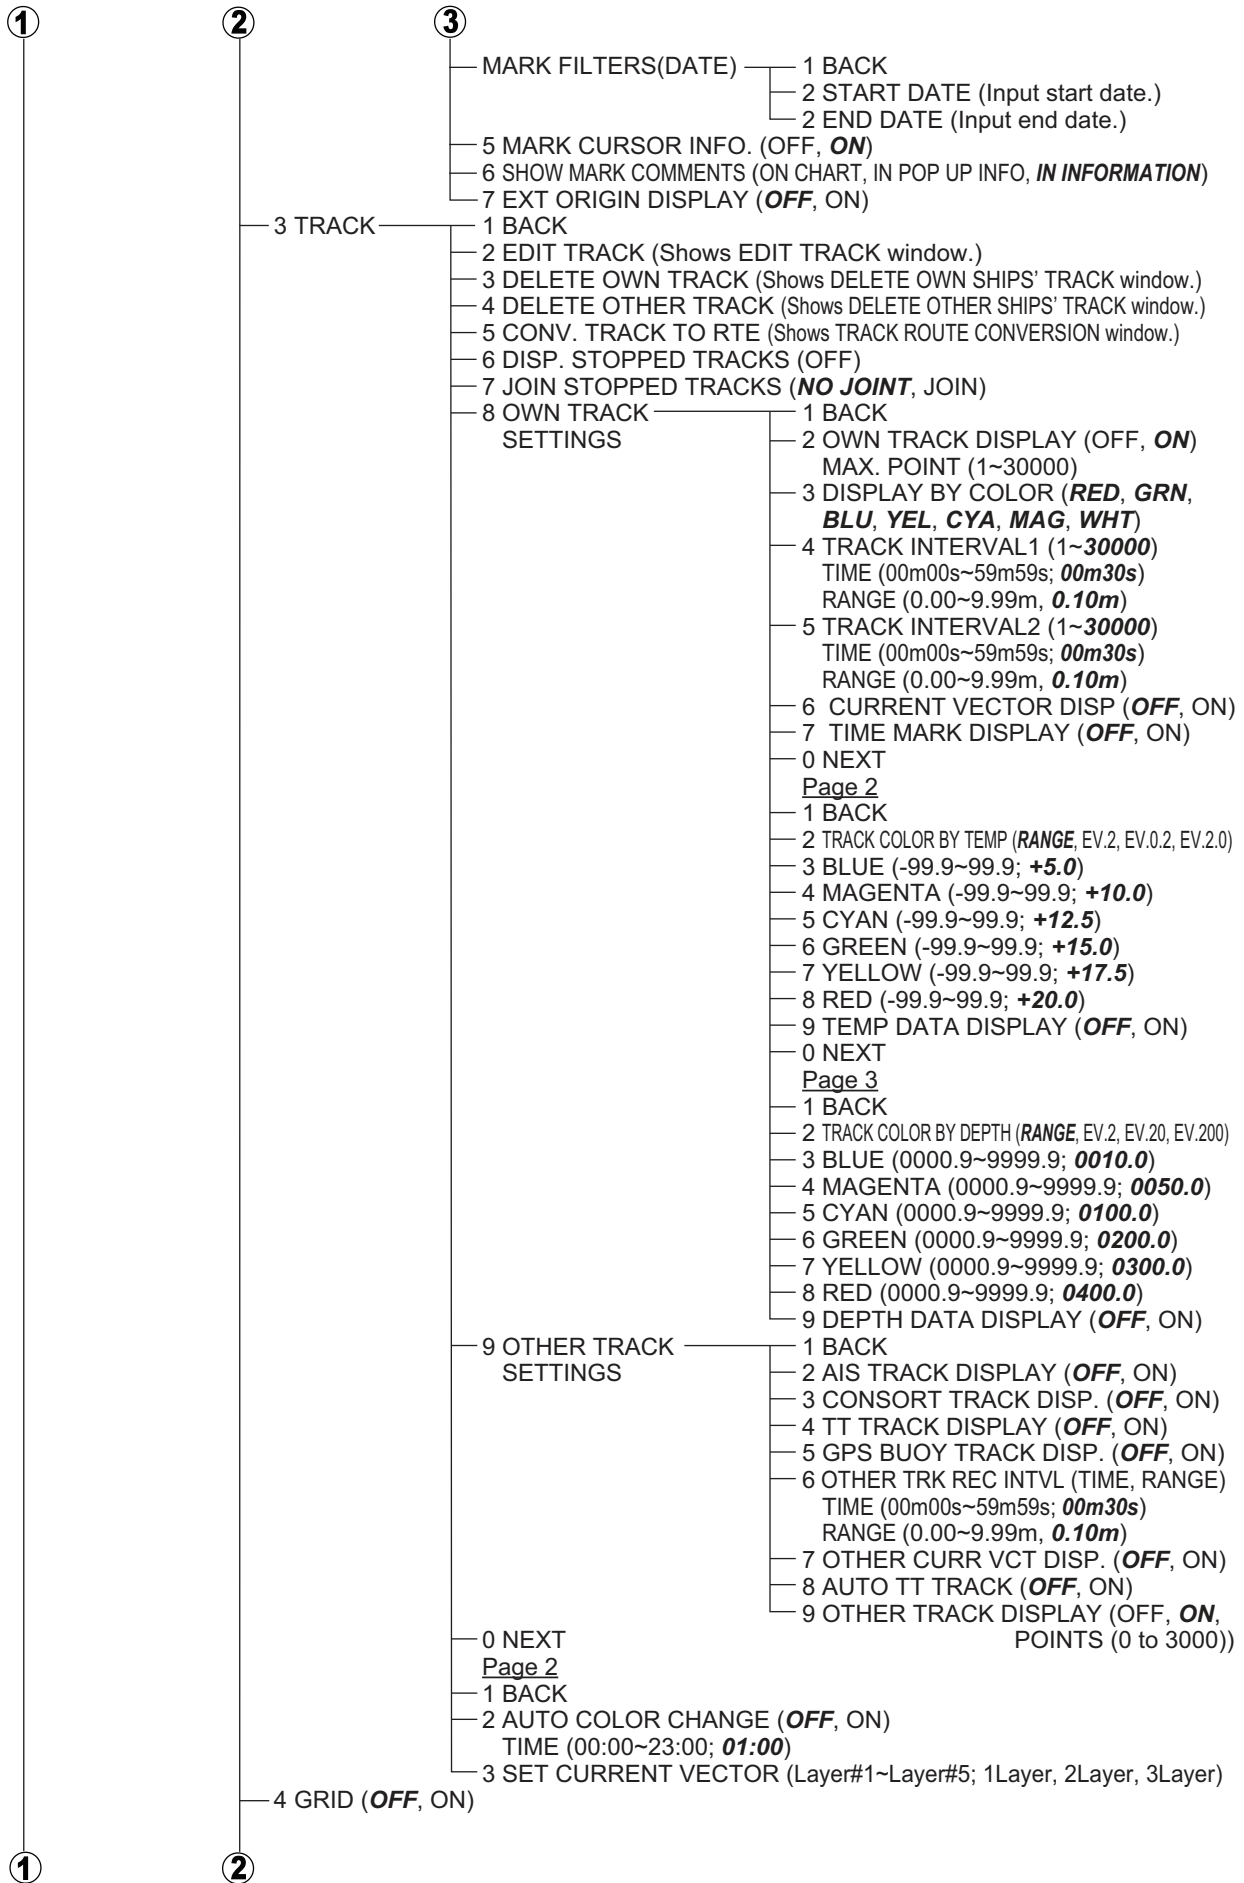 1 2 3
MARK FILTERS(DATE) 1 BACK
2 START DATE (Input start date.)
2 END DATE (Input end date.)
5 MARK CURSOR INFO. (OFF, ON)
6 SHOW MARK COMMENTS (ON CHART, IN POP UP INFO, IN INFORMATION)
7 EXT ORIGIN DISPLAY (OFF, ON)
3 TRACK 1 BACK
2 EDIT TRACK (Shows EDIT TRACK window.)
3 DELETE OWN TRACK (Shows DELETE OWN SHIPS’ TRACK window.)
4 DELETE OTHER TRACK (Shows DELETE OTHER SHIPS’ TRACK window.)
5 CONV. TRACK TO RTE (Shows TRACK ROUTE CONVERSION window.)
6 DISP. STOPPED TRACKS (OFF)
7 JOIN STOPPED TRACKS (NO JOINT, JOIN)
8 OWN TRACK 1 BACK
SETTINGS 2 OWN TRACK DISPLAY (OFF, ON)
MAX. POINT (1~30000)
3 DISPLAY BY COLOR (RED, GRN,
BLU, YEL, CYA, MAG, WHT)
4 TRACK INTERVAL1 (1~30000)
TIME (00m00s~59m59s; 00m30s)
RANGE (0.00~9.99m, 0.10m)
5 TRACK INTERVAL2 (1~30000)
TIME (00m00s~59m59s; 00m30s)
RANGE (0.00~9.99m, 0.10m)
6 CURRENT VECTOR DISP (OFF, ON)
7 TIME MARK DISPLAY (OFF, ON)
0 NEXT
Page 2
1 BACK
2 TRACK COLOR BY TEMP (RANGE, EV.2, EV.0.2, EV.2.0)
3 BLUE (-99.9~99.9; +5.0)
4 MAGENTA (-99.9~99.9; +10.0)
5 CYAN (-99.9~99.9; +12.5)
6 GREEN (-99.9~99.9; +15.0)
7 YELLOW (-99.9~99.9; +17.5)
8 RED (-99.9~99.9; +20.0)
9 TEMP DATA DISPLAY (OFF, ON)
0 NEXT
Page 3
1 BACK
2 TRACK COLOR BY DEPTH (RANGE, EV.2, EV.20, EV.200)
3 BLUE (0000.9~9999.9; 0010.0)
4 MAGENTA (0000.9~9999.9; 0050.0)
5 CYAN (0000.9~9999.9; 0100.0)
6 GREEN (0000.9~9999.9; 0200.0)
7 YELLOW (0000.9~9999.9; 0300.0)
8 RED (0000.9~9999.9; 0400.0)
9 DEPTH DATA DISPLAY (OFF, ON)
9 OTHER TRACK 1 BACK
SETTINGS 2 AIS TRACK DISPLAY (OFF, ON)
3 CONSORT TRACK DISP. (OFF, ON)
4 TT TRACK DISPLAY (OFF, ON)
5 GPS BUOY TRACK DISP. (OFF, ON)
6 OTHER TRK REC INTVL (TIME, RANGE)
TIME (00m00s~59m59s; 00m30s)
RANGE (0.00~9.99m, 0.10m)
7 OTHER CURR VCT DISP. (OFF, ON)
8 AUTO TT TRACK (OFF, ON)
9 OTHER TRACK DISPLAY (OFF, ON,
0 NEXT POINTS (0 to 3000))
Page 2
1 BACK
2 AUTO COLOR CHANGE (OFF, ON)
TIME (00:00~23:00; 01:00)
3 SET CURRENT VECTOR (Layer#1~Layer#5; 1Layer, 2Layer, 3Layer)
4 GRID (OFF, ON)
1 2